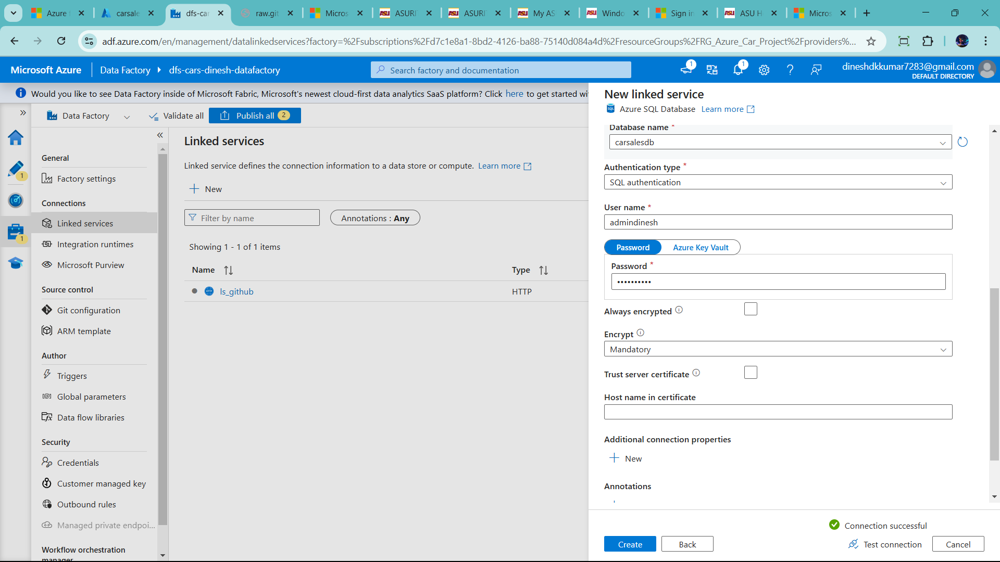 Azure
carsale
dfs-car
raw.git
Micros
ASURI
ASURI
My AS
Windo
Sign in
ASU H
Micros
adf.azure.com/en/management/datalinkedservices?factory=%2Fsubscriptions%2Fd7c1e8a1-8bd2-4126-ba88-75140d084a4d%2FresourceGroups%2FRG_Azure_Car_Project%2Fproviders%...
Microsoft Azure
Data Factory
dfs-cars-dinesh-datafactory
Search factory and documentation
1
1
dineshdkkumar7283@gmail.com
DEFAULT DIRECTORY
Would you like to see Data Factory inside of Microsoft Fabric, Microsoft's newest cloud-first data analytics SaaS platform? Click here to get started wi
Data Factory
Validate all
Publish all 2
1
1
General
Factory settings
Connections
Linked services
Integration runtimes
Microsoft Purview
Source control
Git configuration
ARM template
Author
Triggers
Global parameters
Data flow libraries
Security
Credentials
Customer managed key
Outbound rules
Managed private endpoi...
Workflow orchestration
manager
Linked services
Linked service defines the connection information to a data store or compute. Learn more
New
Filter by name
Annotations : Any
Showing 1 - 1 of 1 items
Name
Type
ls_github
HTTP
New linked service
SQL Azure SQL Database Learn more
Database name *
carsalesdb
Authentication type *
SQL authentication
User name *
admindinesh
Password
Azure Key Vault
Password *
••••••••••
Always encrypted
Encrypt
Mandatory
Trust server certificate
Host name in certificate
Additional connection properties
New
Annotations
Connection successful
Create
Back
Test connection
Cancel